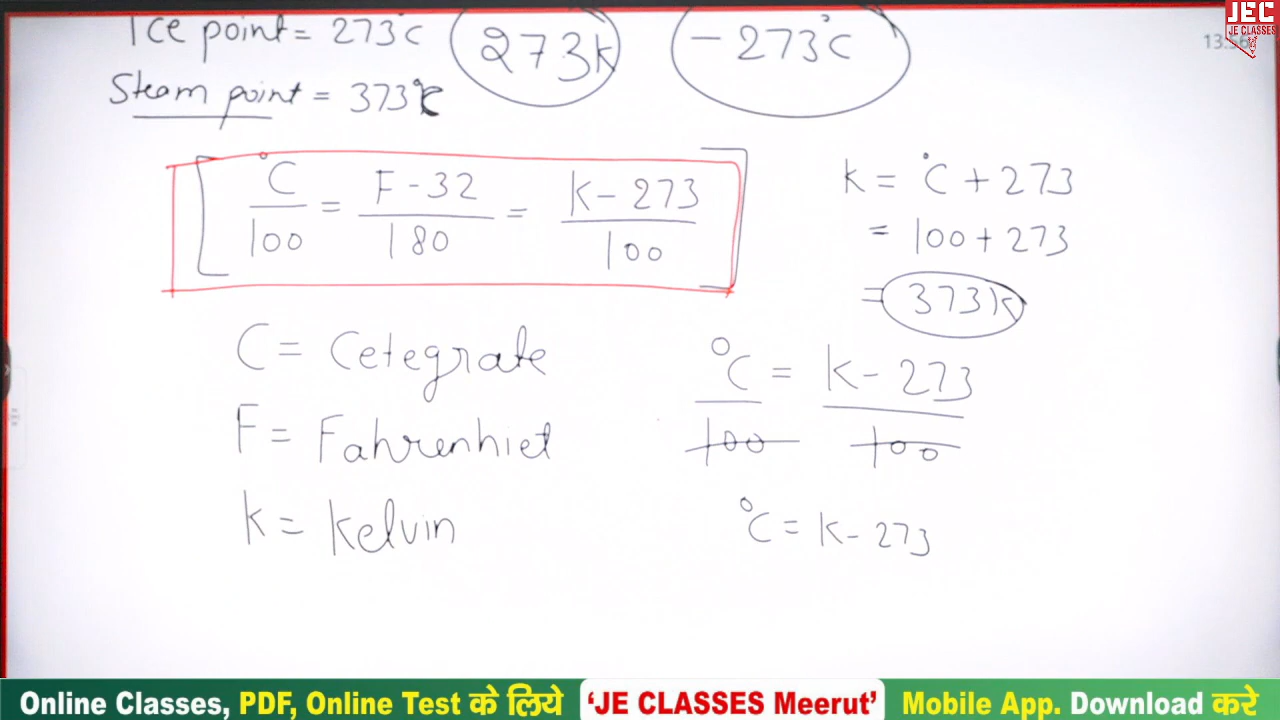 JEC
JE CLASSES
Ice point = 273°C
273k
-273°C
Steam point = 373°C
°C/100 = F-32/180 = K-273/100
k = °C + 273
= 100 + 273
= 373k
C = Cetegrate
F = Fahrenhiet
k = Kelvin
°C/100 = K-273/100
°C = K-273
Online Classes, PDF, Online Test के लिये 'JE CLASSES Meerut' Mobile App. Download करे